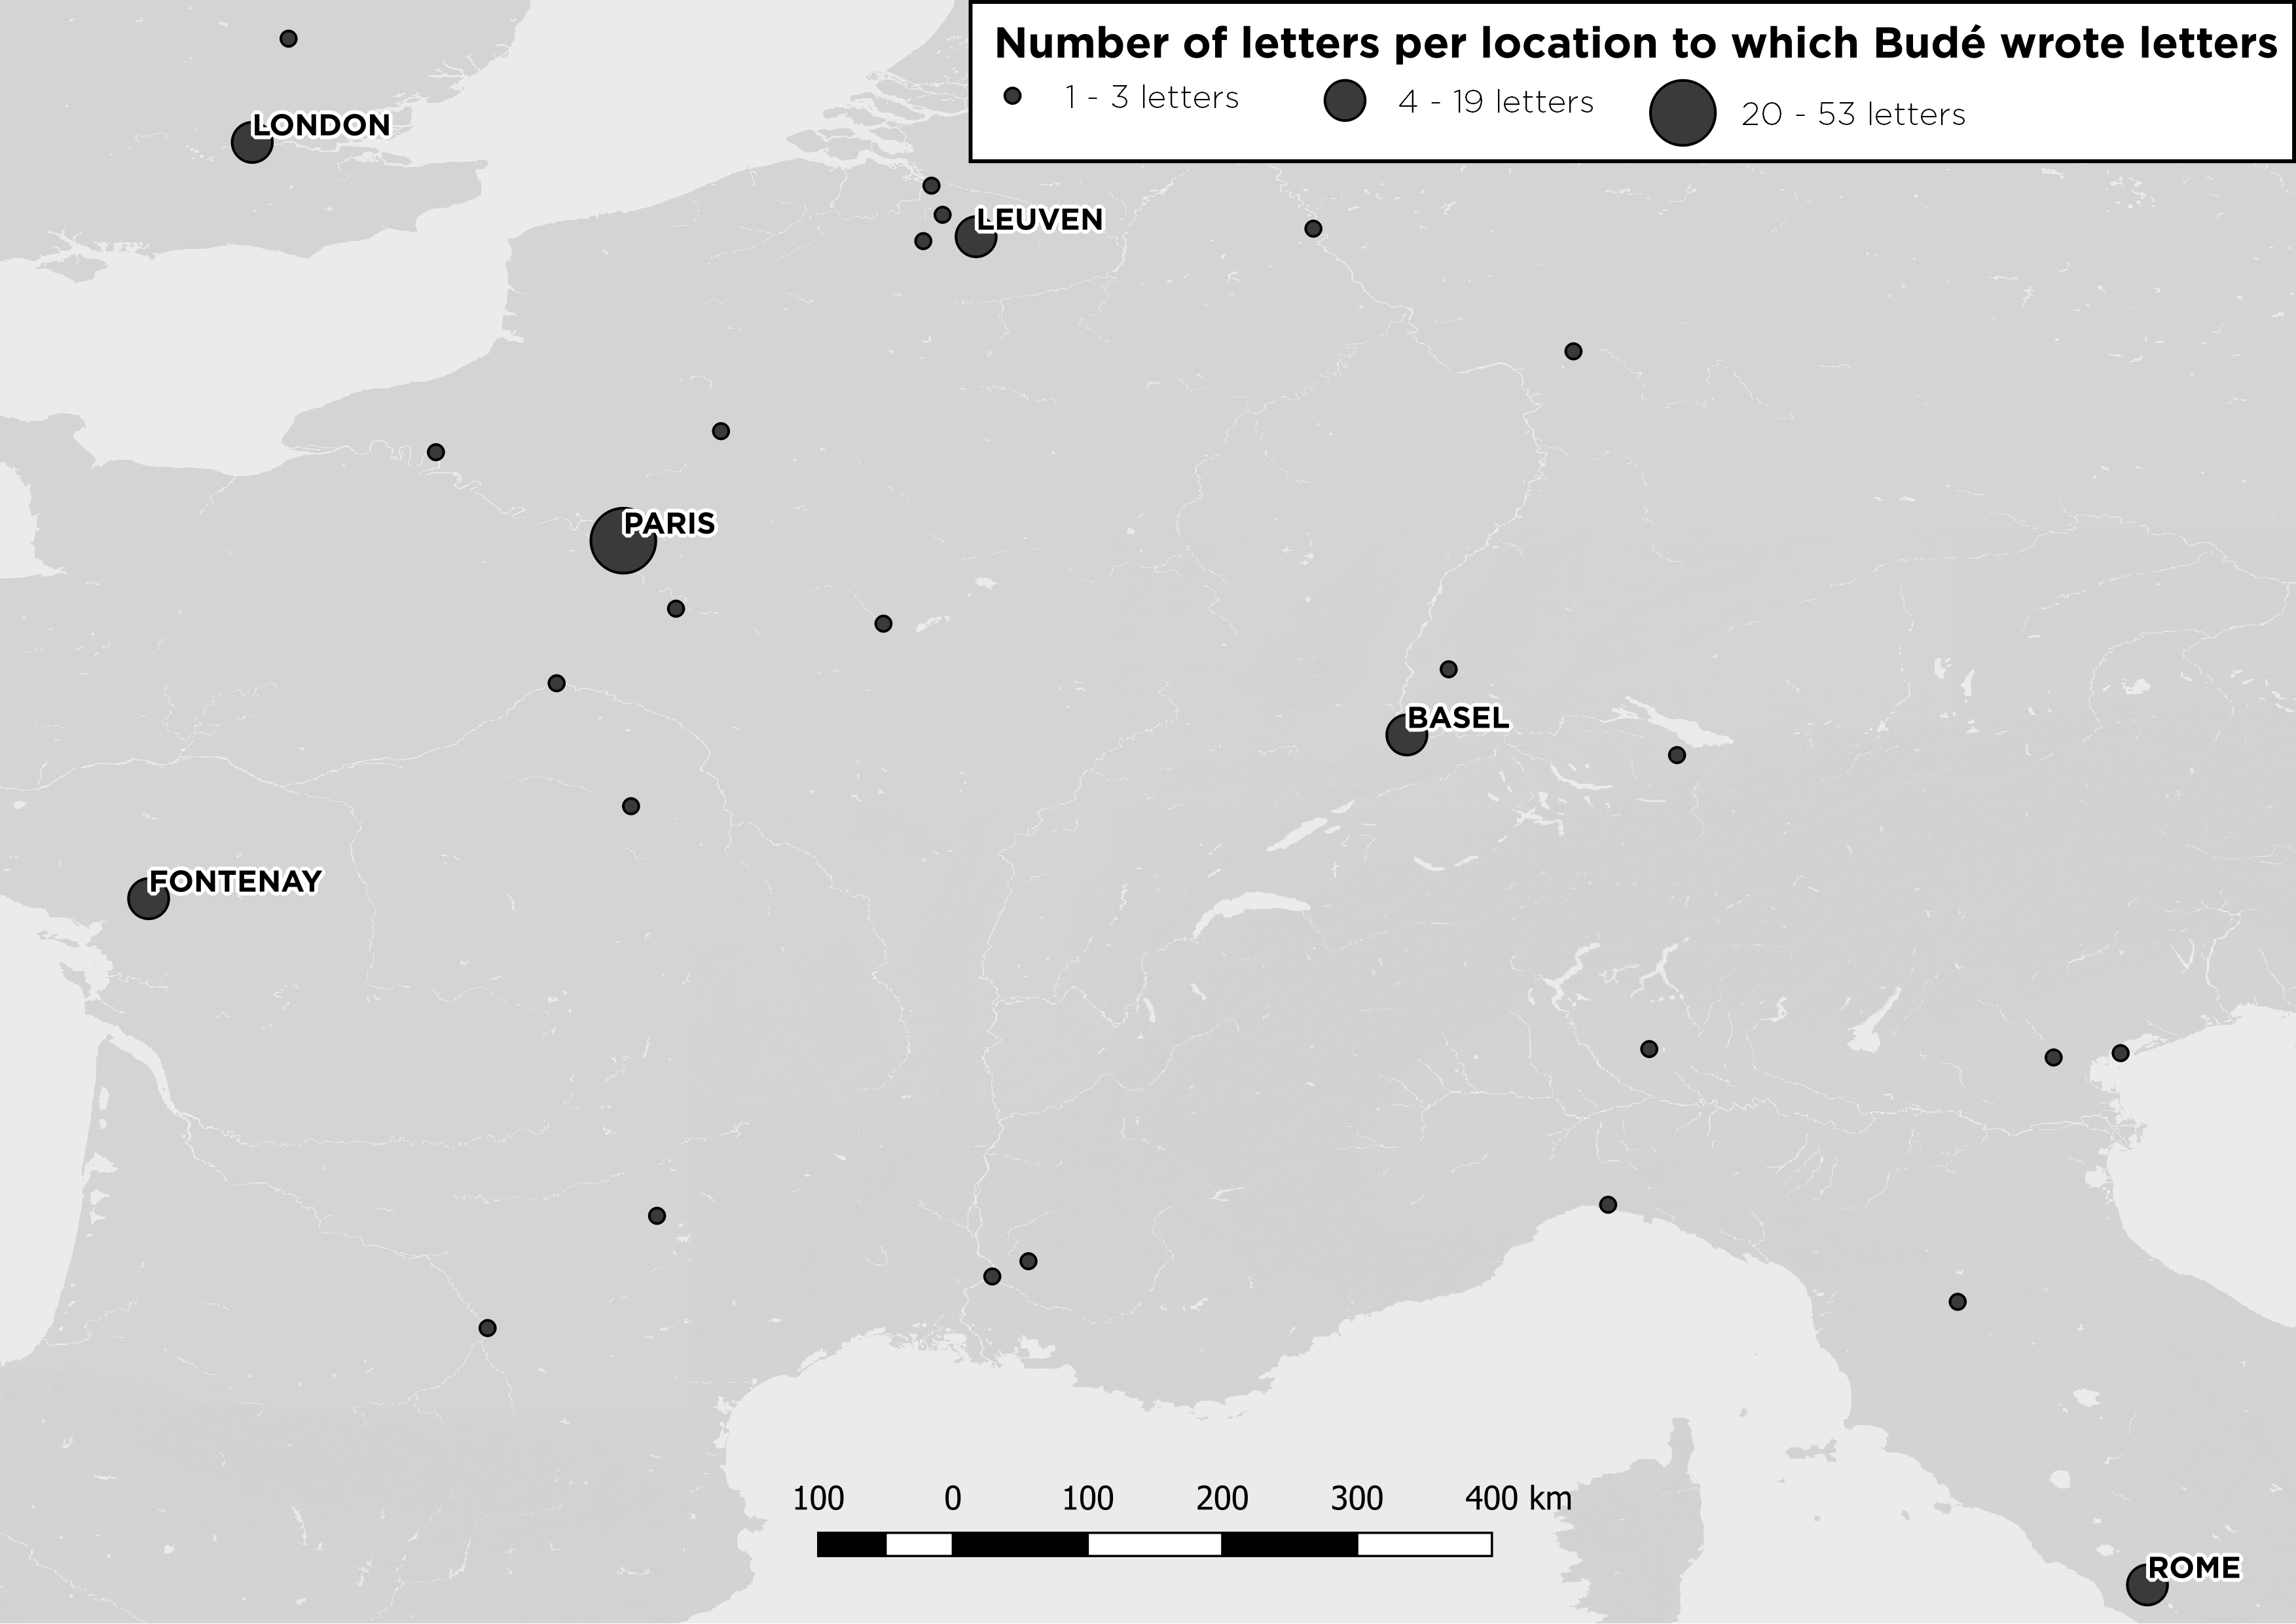 Number of letters per location to which Budé wrote letters
1 - 3 letters 4 - 19 letters 20 - 53 letters
LONDON
LEUVEN
PARIS
BASEL
FONTENAY
100 0 100 200 300 400 km
ROME